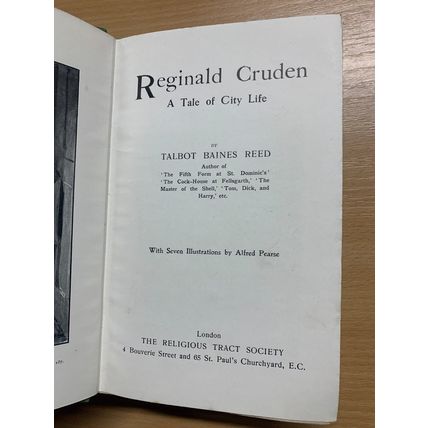 Reginald Cruden
A Tale of City Life
BY
TALBOT BAINES REED
Author of
'The Fifth Form at St. Dominic's'
'The Cock-House at Fellsgarth,' 'The
Master of the Shell,' 'Tom, Dick, and
Harry,' etc.
With Seven Illustrations by Alfred Pearse
London
THE RELIGIOUS TRACT SOCIETY
4 Bouverie Street and 65 St. Paul's Churchyard, E.C.